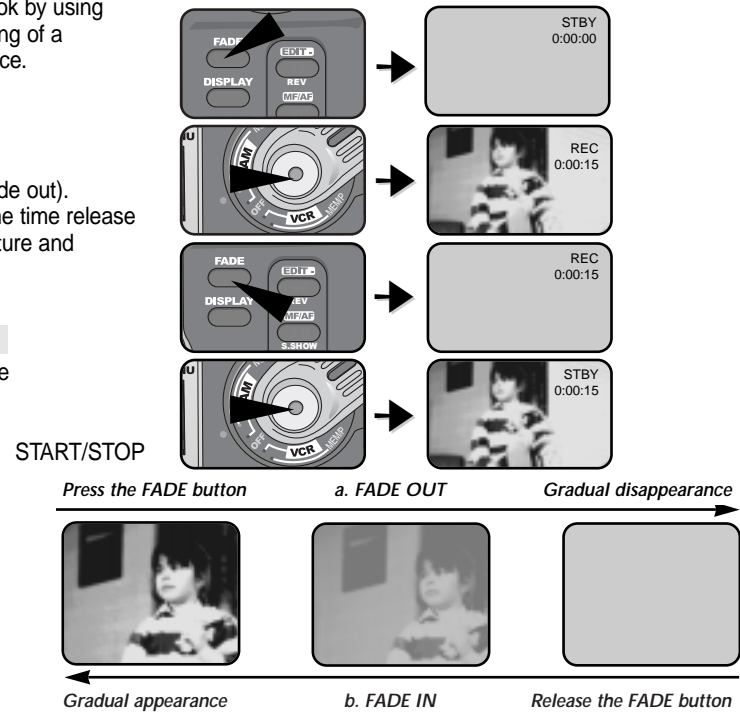 ok by using
ng of a
ce.
FADE
EDIT
DISPLAY
REV
MF/AF
STBY
0:00:00
OFF
VCR
REC
0:00:15
de out).
e time release
ture and
FADE
EDIT
DISPLAY
EV
MF/AF
S.SHOW
REC
0:00:15
e
OFF
VCR
STBY
0:00:15
START/STOP
Press the FADE button a. FADE OUT Gradual disappearance
Gradual appearance b. FADE IN Release the FADE button